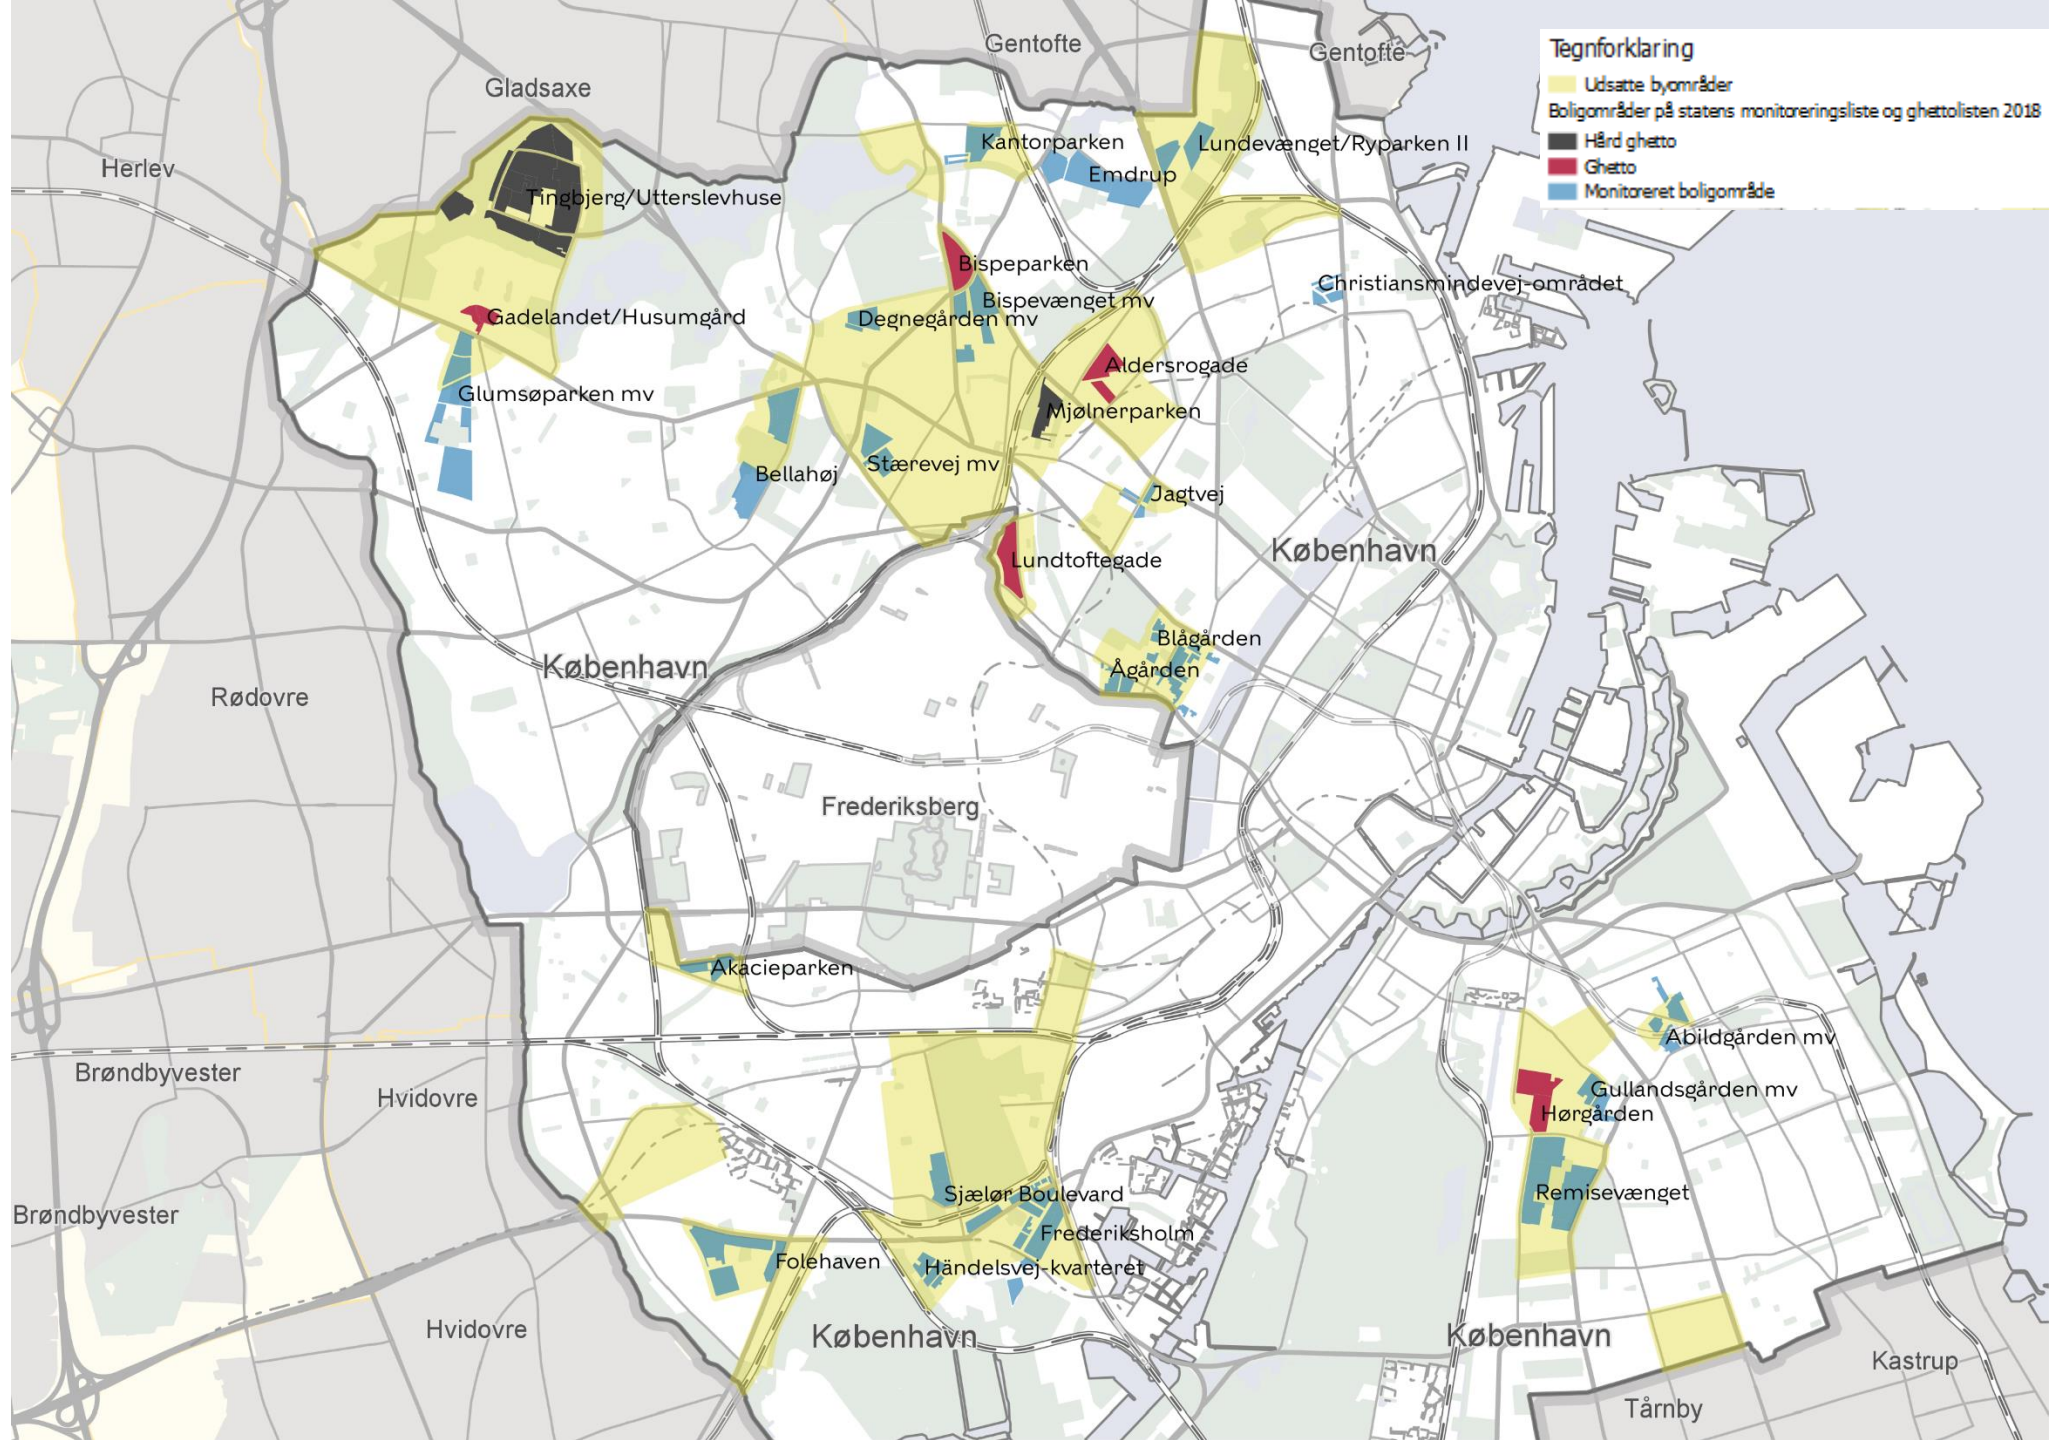 Gentofte
Gentofte
Gladsaxe
Herlev
Tegnforklaring
Udsatte byområder
Boligområder på statens monitoreringsliste og ghettolisten 2018
Hård ghetto
Ghetto
Monitoreret boligområde
Kantorparken
Lundevænget/Ryparken II
Emdrup
Tingbjerg/Utterslevhuse
Bispeparken
Christiansmindevej-området
Bispevænget mv
Degnegården mv
Gadelandet/Husumgård
Aldersrogade
Glumsøparken mv
Mjølnerparken
Stærevej mv
Bellahøj
Jagtvej
København
Lundtoftegade
Blågården
København
Ågården
Rødovre
Frederiksberg
Akacieparken
Abildgården mv
Brøndbyvester
Hvidovre
Gullandsgården mv
Hørgården
Sjælør Boulevard
Remisevænget
Brøndbyvester
Frederiksholm
Folehaven
Händelsvej-kvarteret
Hvidovre
København
København
Kastrup
Tårnby